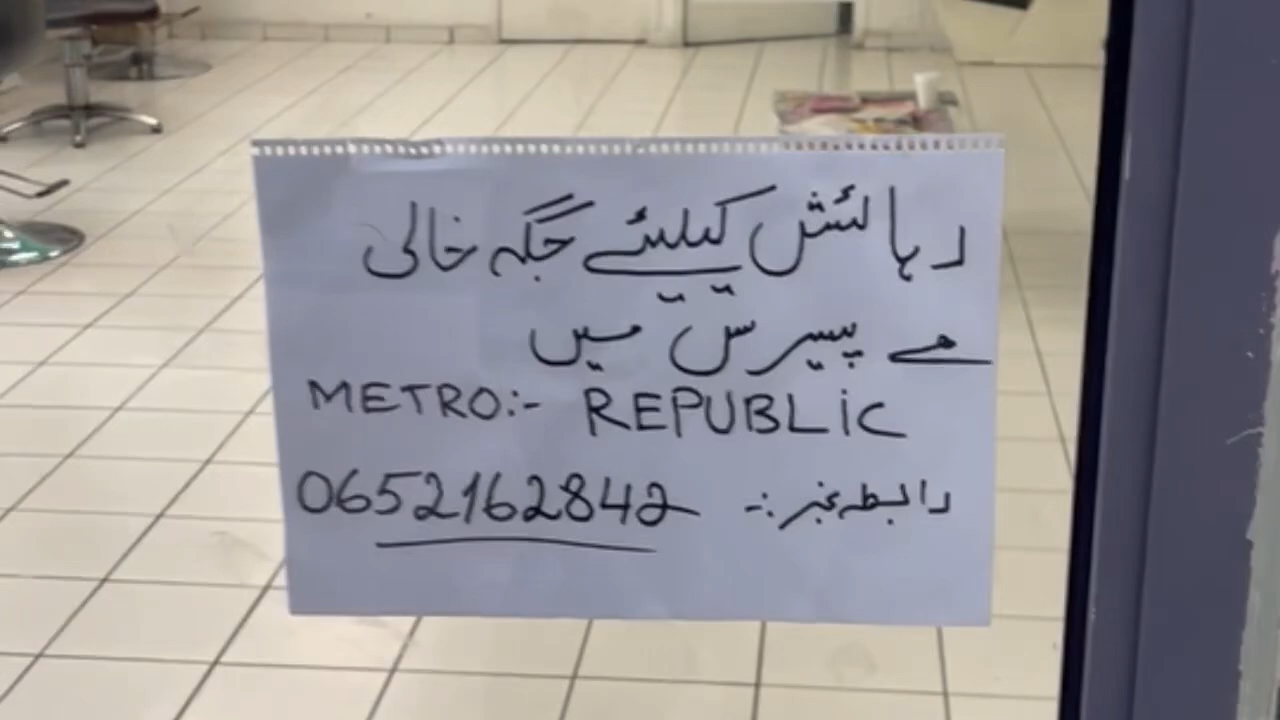 رہائش کیلئے جگہ خالی
ہے پیرس میں
METRO:- REPUBLIC
رابطہ نمبر :- 0652162842